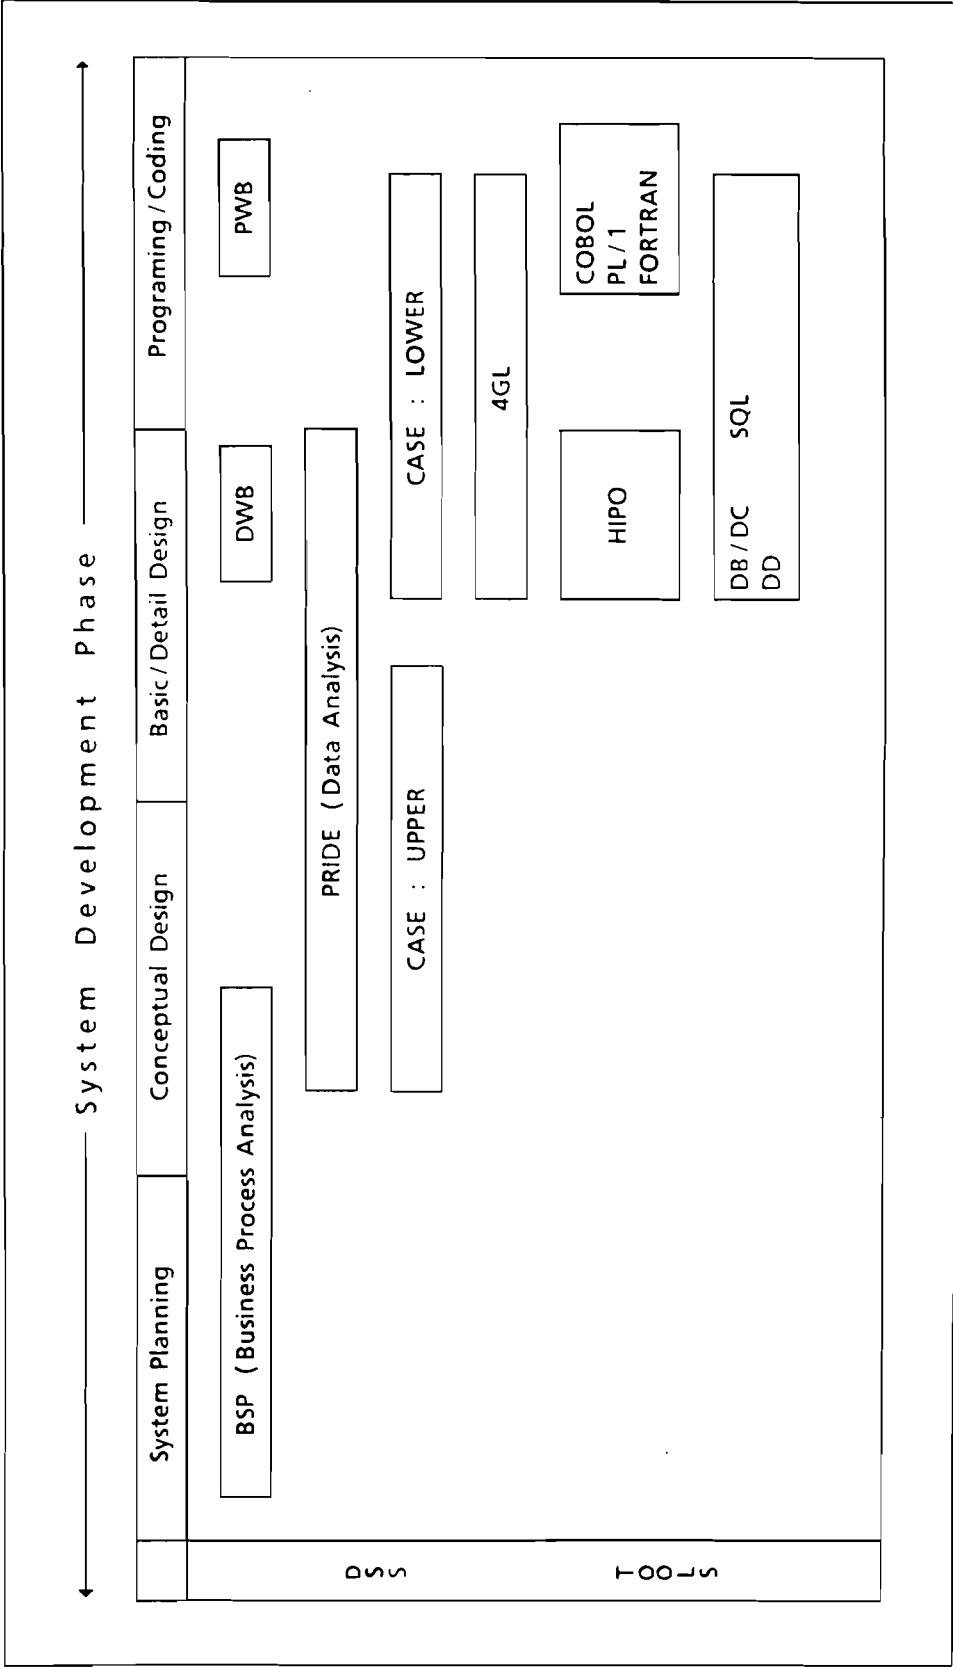 System Development Phase
System Planning
Conceptual Design
Basic/Detail Design
Programing/Coding
DSS
TOOLS
BSP (Business Process Analysis)
DWB
PWB
PRIDE (Data Analysis)
CASE : UPPER
CASE : LOWER
4GL
HIPO
COBOL
PL/1
FORTRAN
DB/DC SQL
DD